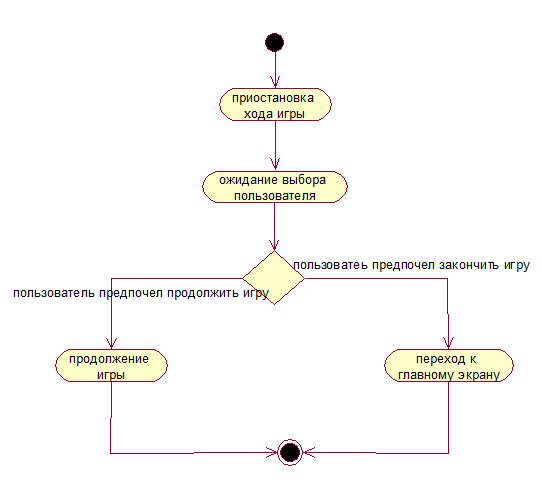 приостановка
хода игры
ожидание выбора
пользователя
пользоватеь предпочел закончить игру
пользователь предпочел продолжить игру
продолжение
игры
переход к
главному экрану